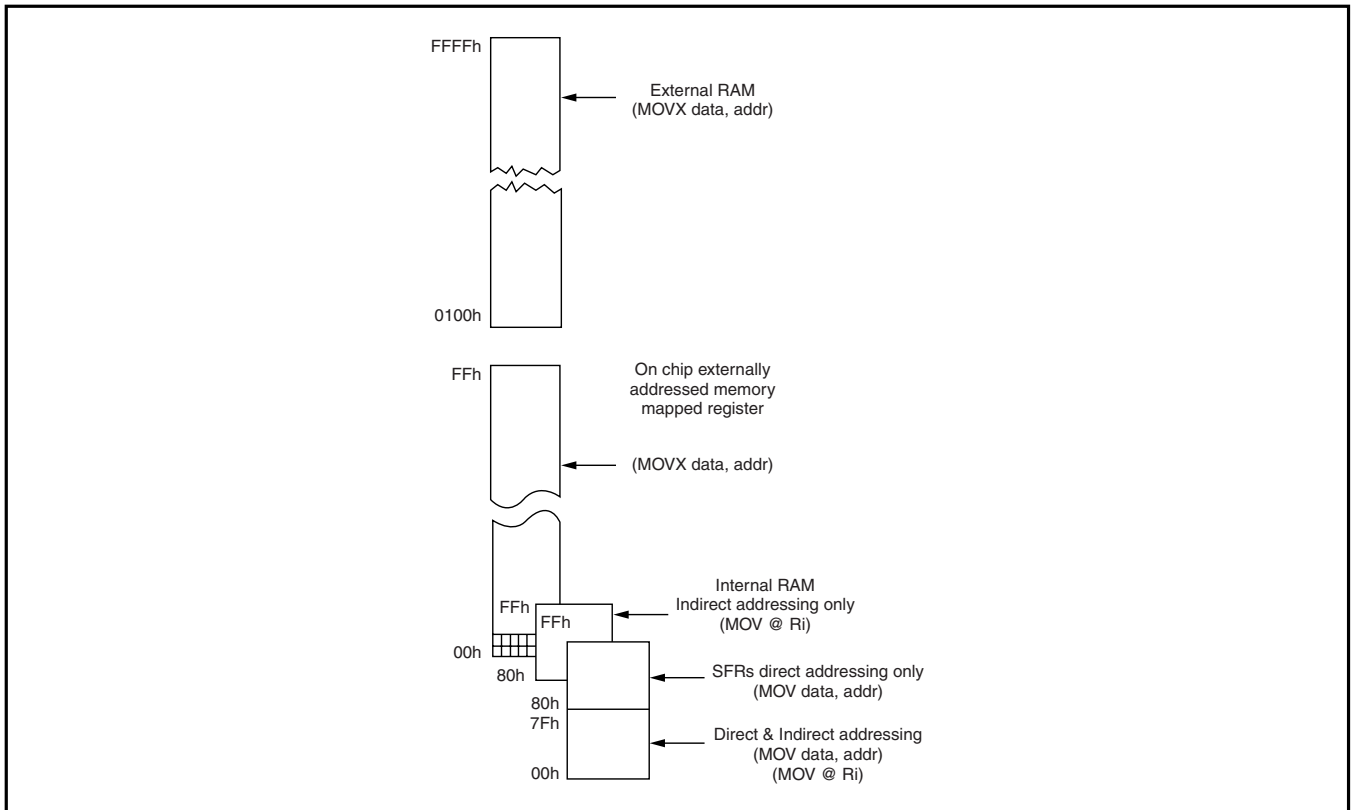 FFFFh
External RAM
(MOVX data, addr)
0100h
FFh
On chip externally
addressed memory
mapped register
(MOVX data, addr)
Internal RAM
Indirect addressing only
(MOV @ Ri)
FFh
FFh
00h
80h
SFRs direct addressing only
(MOV data, addr)
80h
7Fh
Direct & Indirect addressing
(MOV data, addr)
(MOV @ Ri)
00h